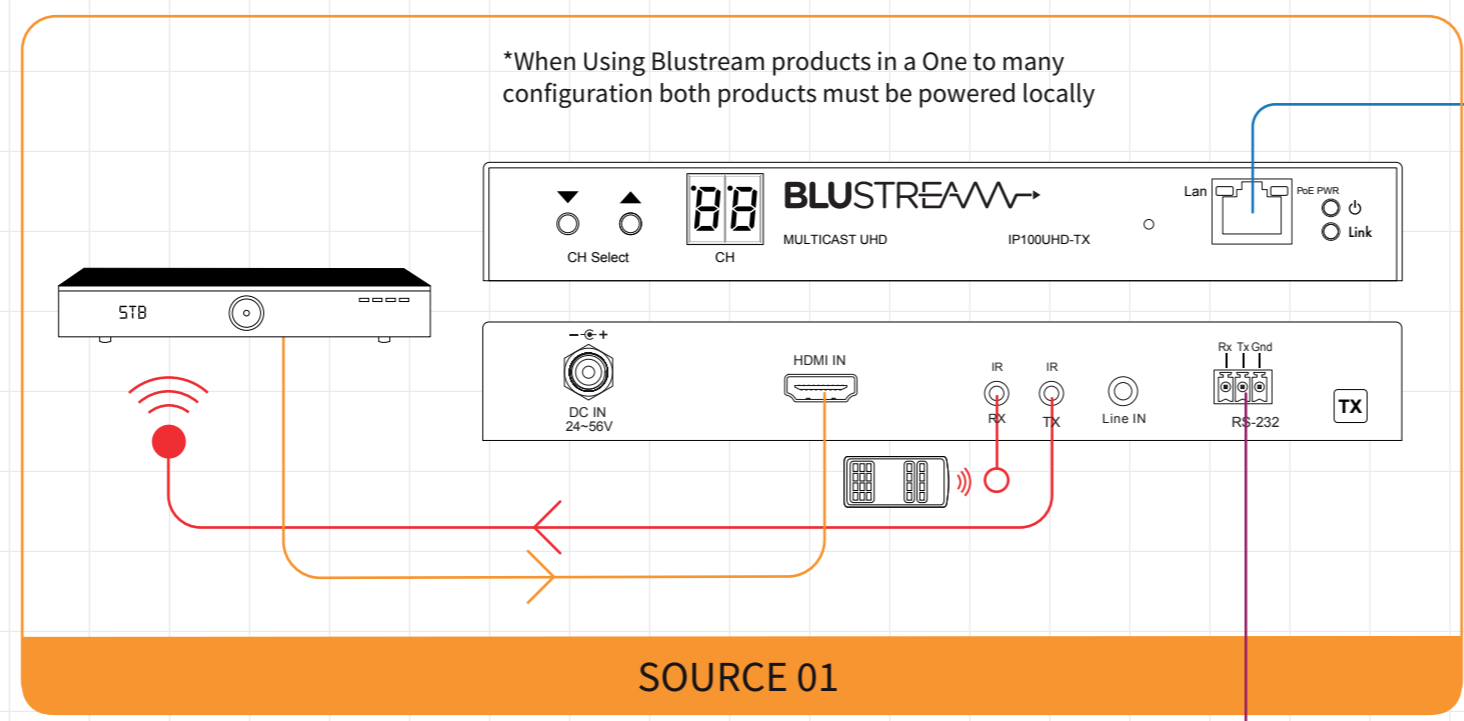 *When Using Blustream products in a One to many
configuration both products must be powered locally
BLUSTREAM
Lan
PoE PWR
Link
MULTICAST UHD
IP100UHD-TX
CH Select
CH
88
STB
- +
HDMI IN
IR
IR
Rx Tx Gnd
DC IN
24~56V
RX
TX
Line IN
RS-232
TX
SOURCE 01